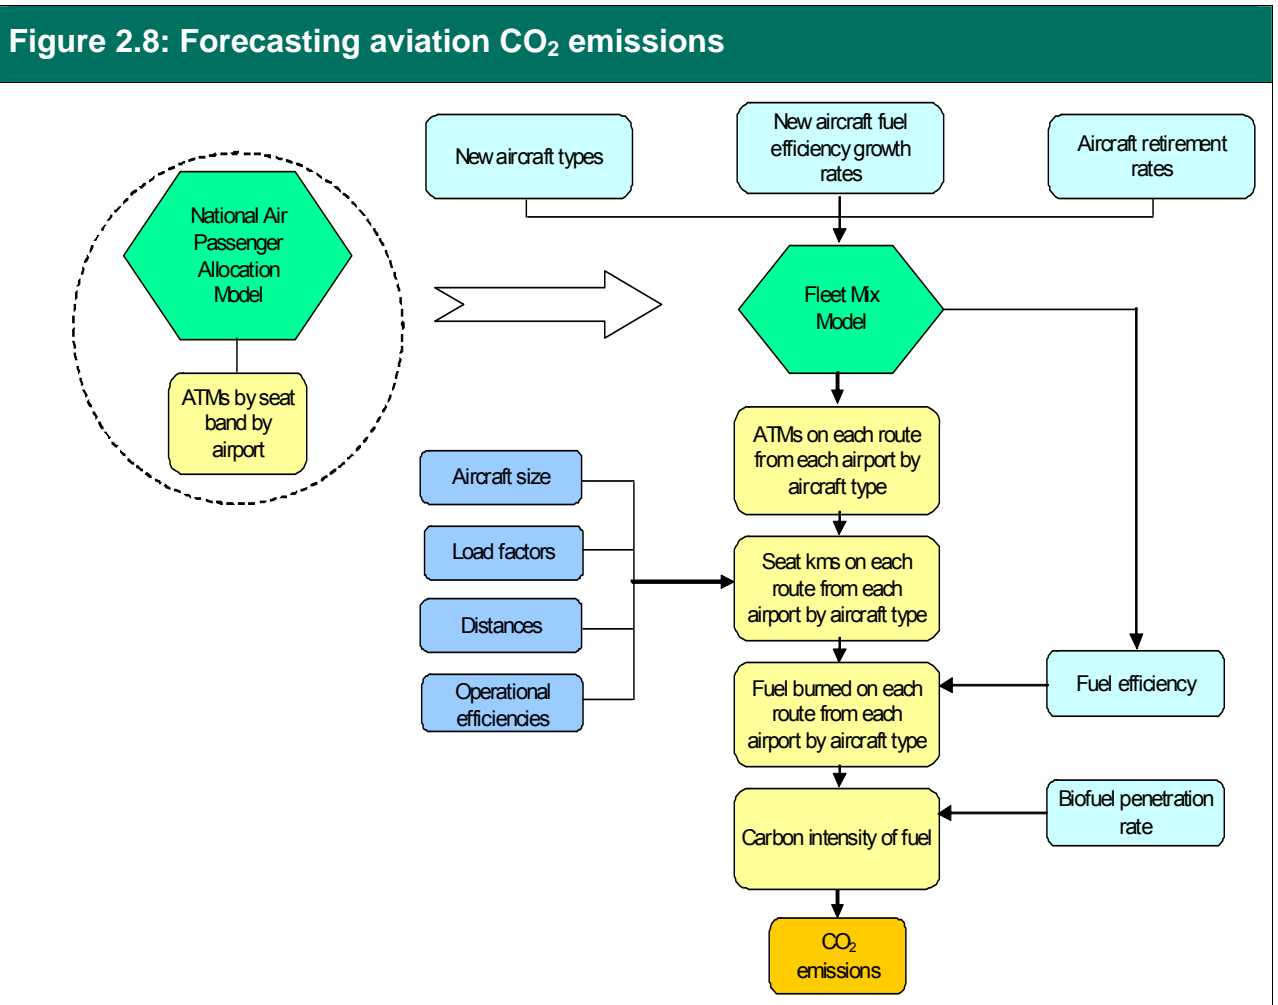 Figure 2.8: Forecasting aviation CO₂ emissions
New aircraft types
New aircraft fuel
efficiency growth
rates
Aircraft retirement
rates
National Air
Passenger
Allocation
Model
ATMs by seat
band by
airport
Fleet Mix
Model
ATMs on each route
from each airport by
aircraft type
Aircraft size
Load factors
Distances
Operational
efficiencies
Seat kms on each
route from each
airport by aircraft type
Fuel burned on each
route from each
airport by aircraft type
Fuel efficiency
Carbon intensity of fuel
Biofuel penetration
rate
CO₂
emissions